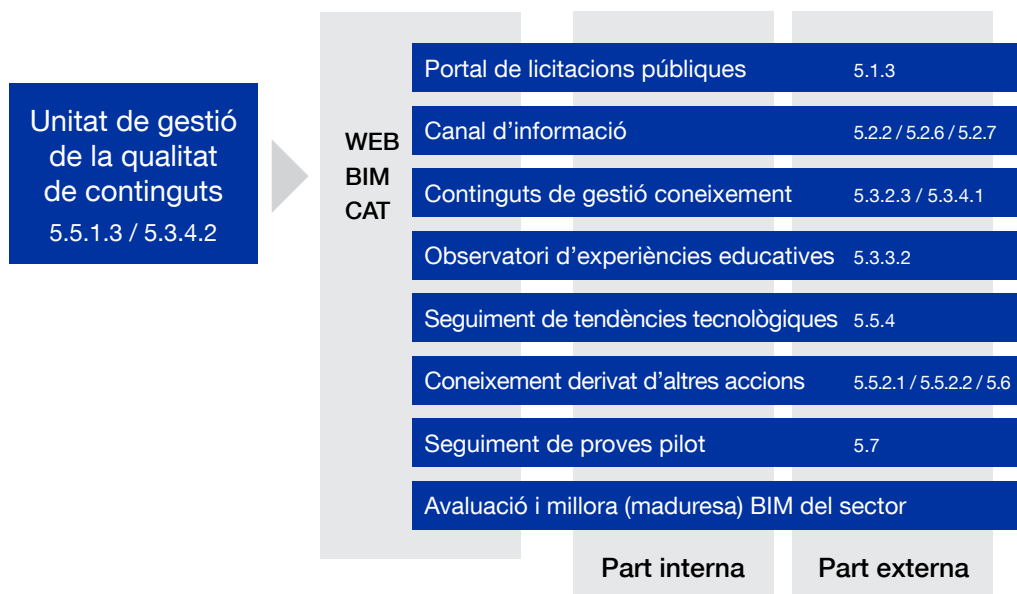 Unitat de gestió
de la qualitat
de continguts
5.5.1.3 / 5.3.4.2
WEB
BIM
CAT
Portal de licitacions públiques 5.1.3
Canal d’informació 5.2.2 / 5.2.6 / 5.2.7
Continguts de gestió coneixement 5.3.2.3 / 5.3.4.1
Observatori d’experiències educatives 5.3.3.2
Seguiment de tendències tecnològiques 5.5.4
Coneixement derivat d’altres accions 5.5.2.1 / 5.5.2.2 / 5.6
Seguiment de proves pilot 5.7
Avaluació i millora (maduresa) BIM del sector
Part interna Part externa